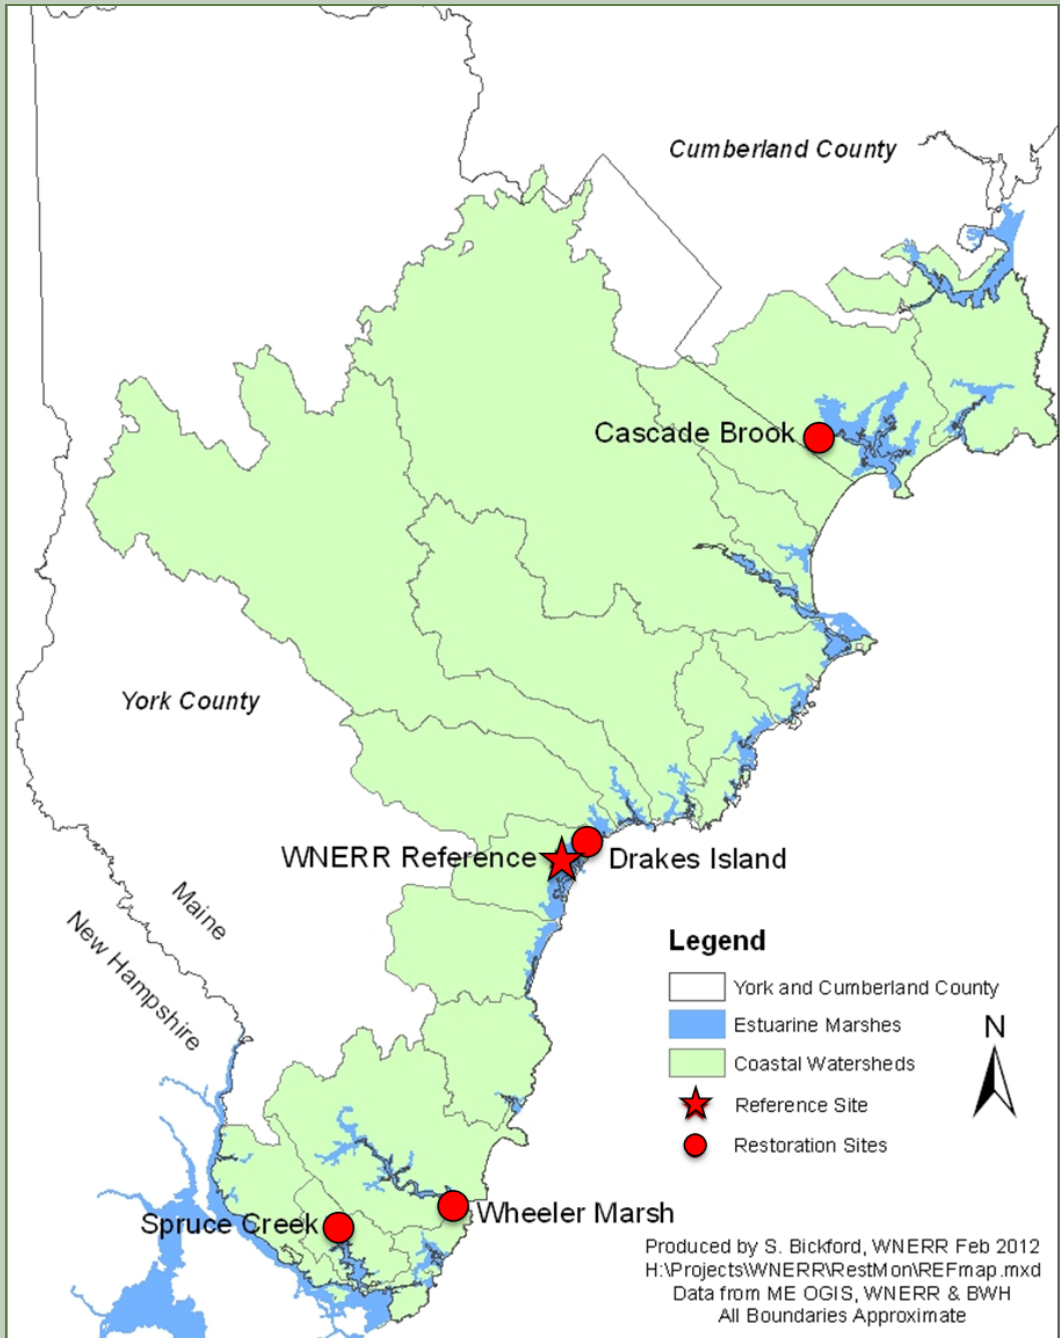 Cumberland County
Cascade Brook
York County
WNERR Reference
Drakes Island
Maine
New Hampshire
Legend
York and Cumberland County
Estuarine Marshes
Coastal Watersheds
Reference Site
Restoration Sites
N
Spruce Creek
Wheeler Marsh
Produced by S. Bickford, WNERR Feb 2012
H:\Projects\WNERR\RestMon\REFmap.mxd
Data from ME OGIS, WNERR & BWH
All Boundaries Approximate